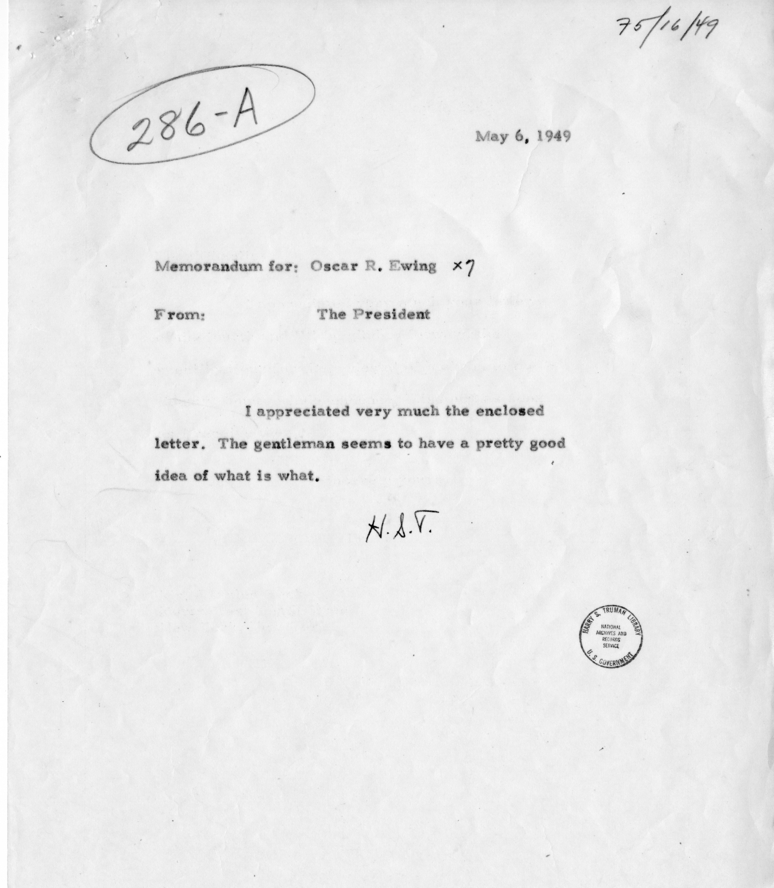 75/16/49
286-A
May 6, 1949
Memorandum for: Oscar R. Ewing x7
From: The President
I appreciated very much the enclosed
letter. The gentleman seems to have a pretty good
idea of what is what.
H.S.T.
HARRY S. TRUMAN LIBRARY
NATIONAL
ARCHIVES AND
RECORDS
SERVICE
U. S. GOVERNMENT